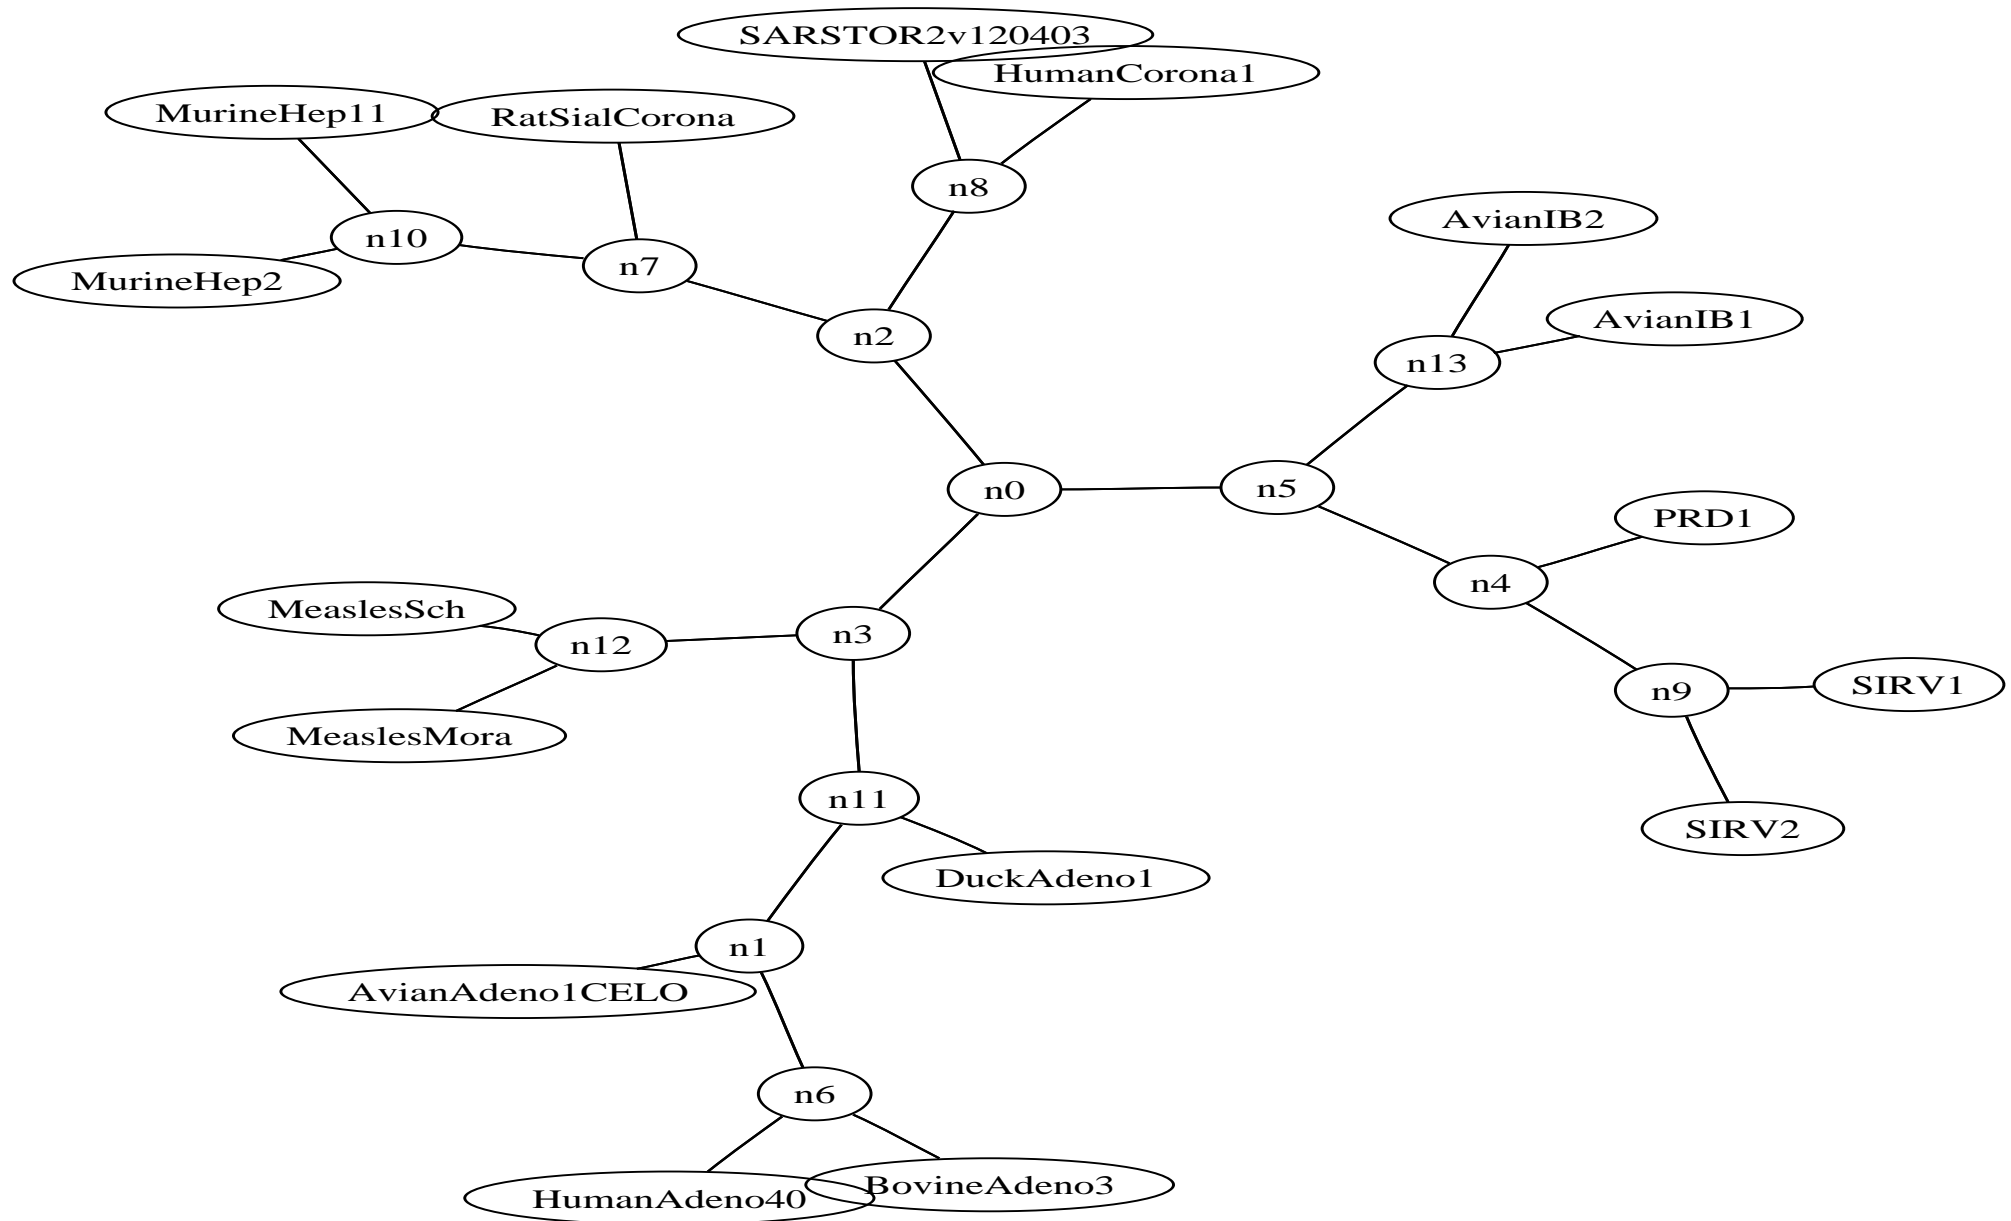 SARSTOR2v120403
HumanCorona1
MurineHep11
RatSialCorona
n8
AvianIB2
n10
n7
MurineHep2
AvianIB1
n2
n13
n0
n5
PRD1
n4
MeaslesSch
n12
n3
n9
SIRV1
MeaslesMora
n11
SIRV2
DuckAdeno1
n1
AvianAdeno1CELO
n6
HumanAdeno40
BovineAdeno3